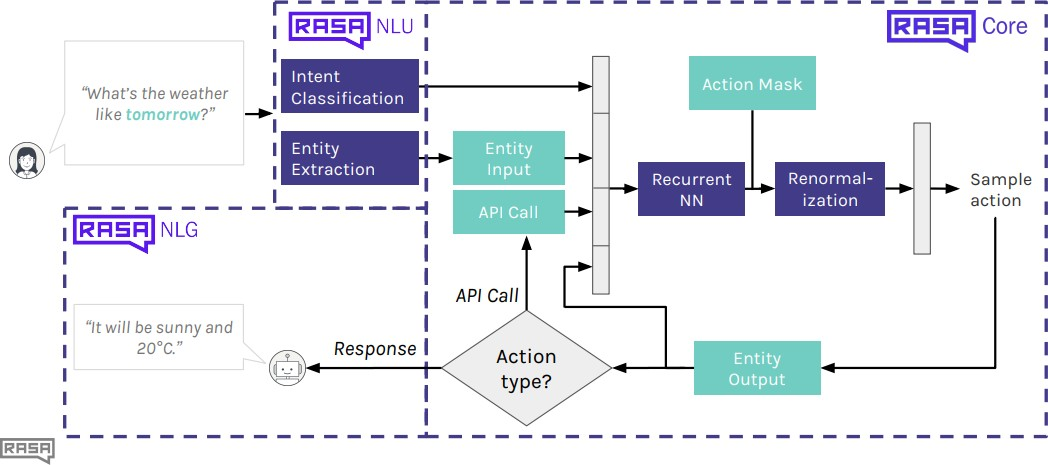 RASA NLU
RASA Core
“What’s the weather
like tomorrow?”
Intent
Classification
Action Mask
Entity
Extraction
Entity
Input
Recurrent
NN
Renormal-
ization
Sample
action
API Call
RASA NLG
API Call
“It will be sunny and
20°C.”
Response
Action
type?
Entity
Output
RASA